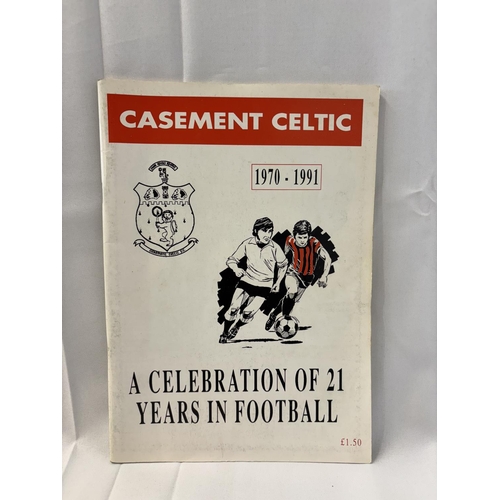 CASEMENT CELTIC
1970 - 1991
A CELEBRATION OF 21
YEARS IN FOOTBALL
£1.50